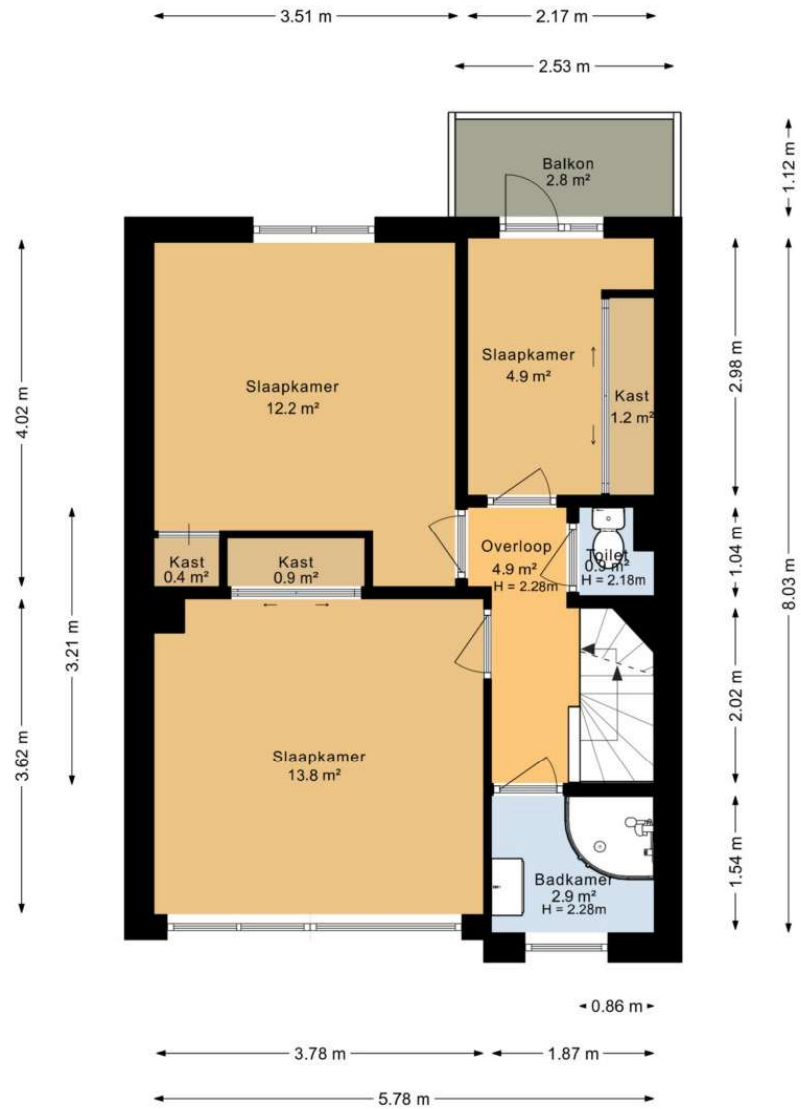 3.51 m
2.17 m
2.53 m
1.12 m
Balkon
2.8 m²
Slaapkamer
12.2 m²
Slaapkamer
4.9 m²
Kast
1.2 m²
4.02 m
2.98 m
8.03 m
Kast
0.4 m²
Kast
0.9 m²
Overloop
4.9 m²
H = 2.28m
Toilet
0.9 m²
H = 2.18m
1.04 m
3.21 m
3.62 m
2.02 m
Slaapkamer
13.8 m²
Badkamer
2.9 m²
H = 2.28m
1.54 m
0.86 m
3.78 m
1.87 m
5.78 m